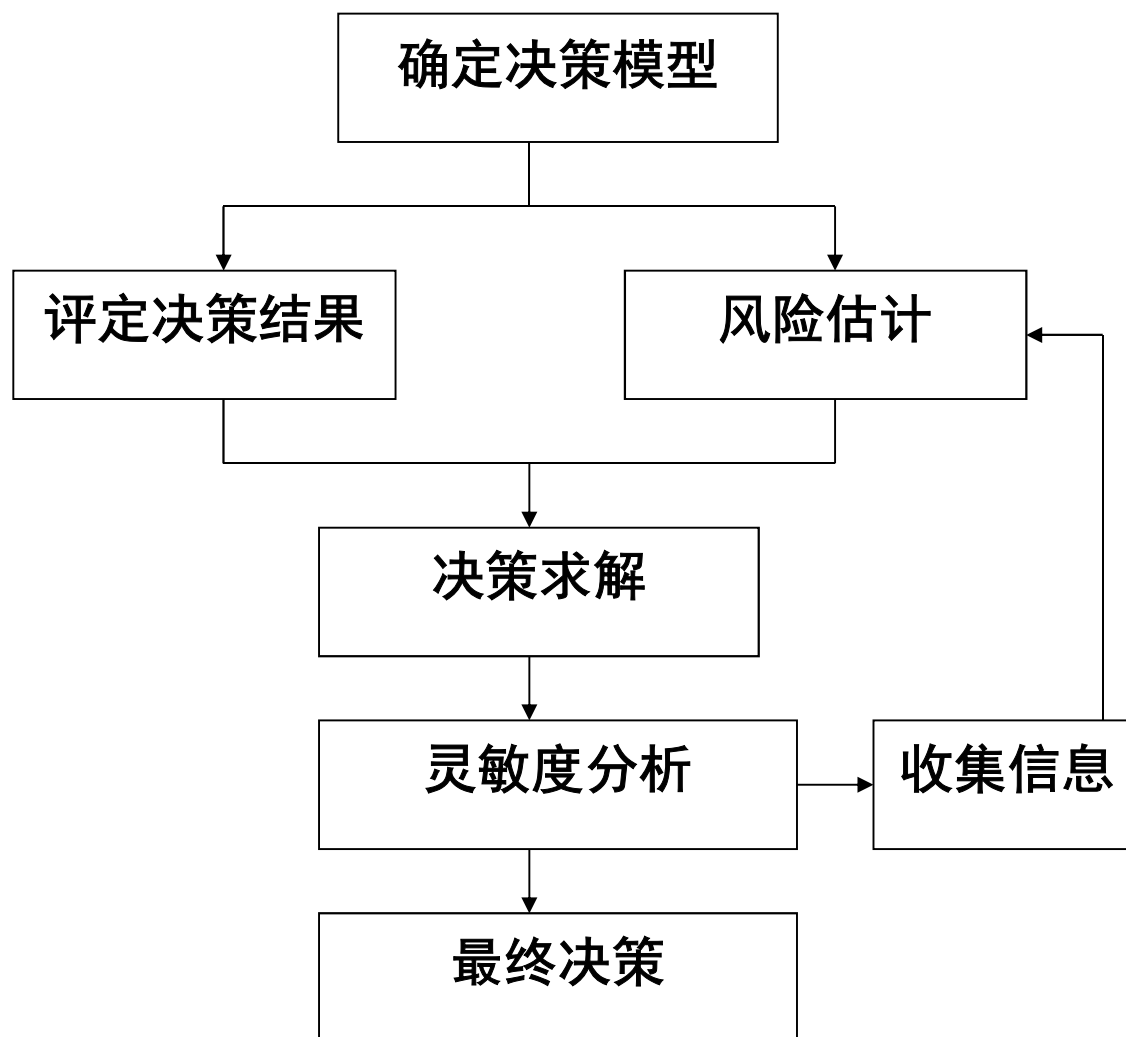 确定决策模型
评定决策结果
风险估计
决策求解
灵敏度分析
收集信息
最终决策